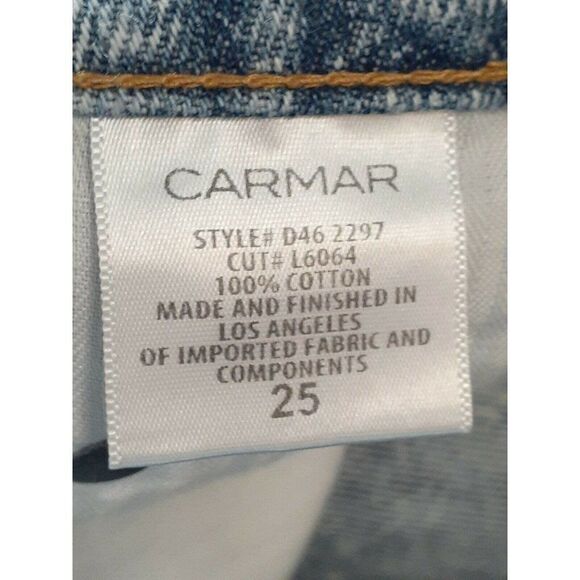 CARMAR
STYLE# D46 2297
CUT# L6064
100% COTTON
MADE AND FINISHED IN
LOS ANGELES
OF IMPORTED FABRIC AND
COMPONENTS
25